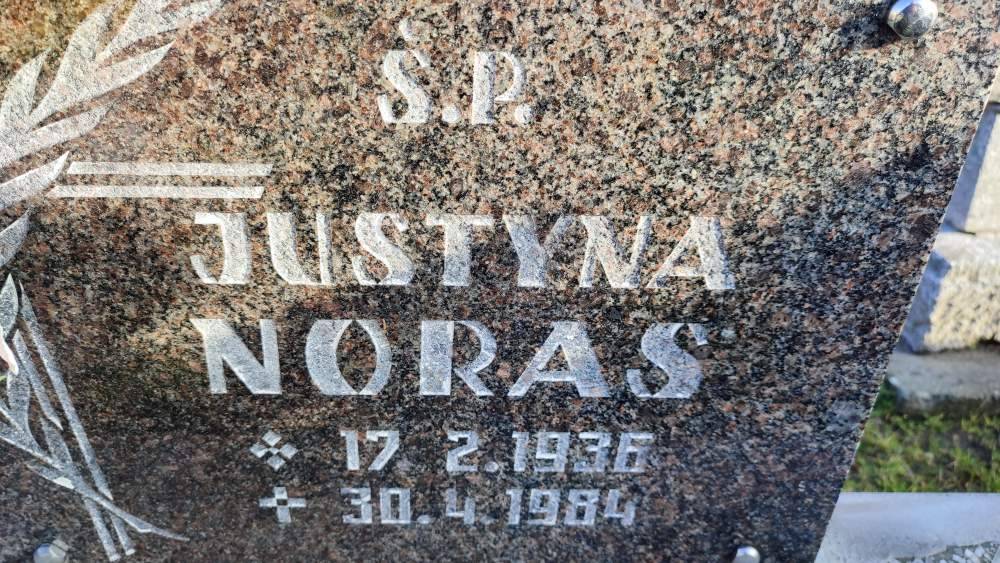 Ś.P.
JUSTYNA
NORAS
17 2.1936
30.4.1984